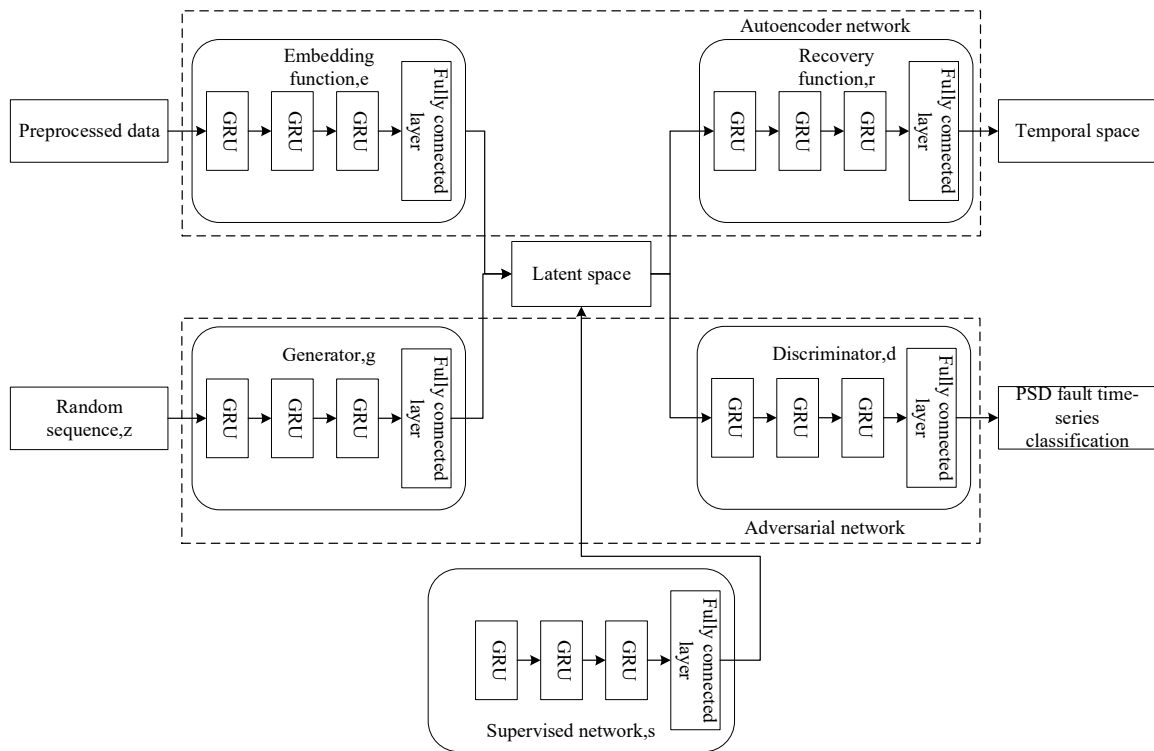 Autoencoder network
Embedding
function,e
GRU
GRU
GRU
Fully connected
layer
Recovery
function,r
GRU
GRU
GRU
Fully connected
layer
Preprocessed data
Temporal space
Latent space
Generator,g
GRU
GRU
GRU
Fully connected
layer
Discriminator,d
GRU
GRU
GRU
Fully connected
layer
Random
sequence,z
PSD fault time-
series
classification
Adversarial network
GRU
GRU
GRU
Fully connected
layer
Supervised network,s